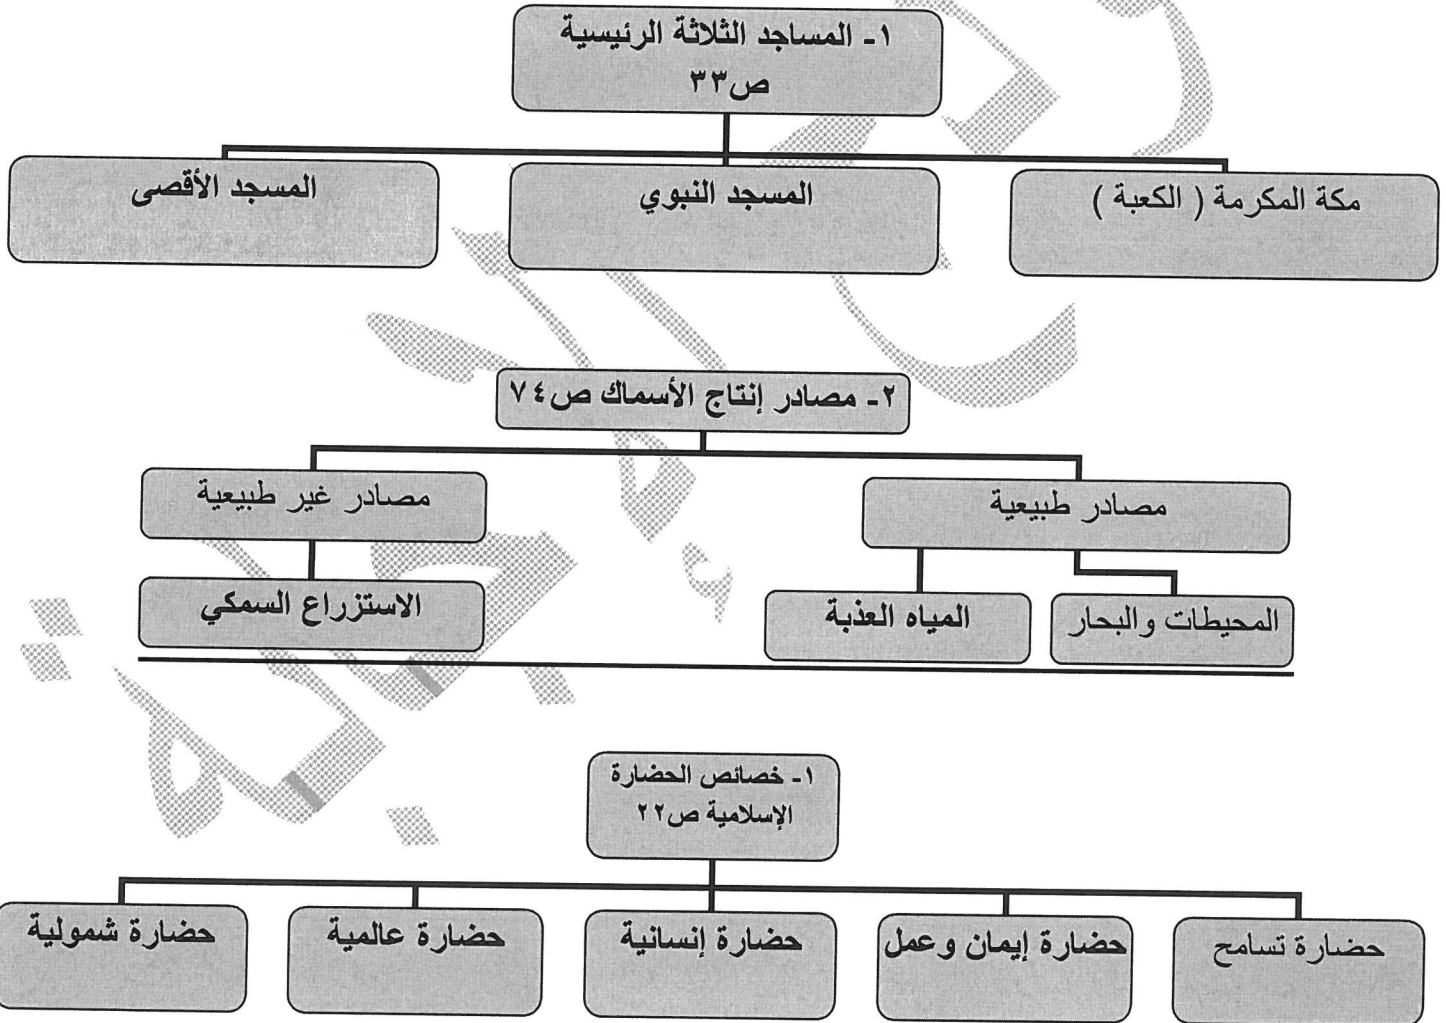 ١- المساجد الثلاثة الرئيسية
ص٣٣
مكة المكرمة ( الكعبة )
المسجد النبوي
المسجد الأقصى
٢- مصادر إنتاج الأسماك ص٧٤
مصادر طبيعية
مصادر غير طبيعية
المحيطات والبحار
المياه العذبة
الاستزراع السمكي
١- خصائص الحضارة
الإسلامية ص٢٢
حضارة تسامح
حضارة إيمان وعمل
حضارة إنسانية
حضارة عالمية
حضارة شمولية